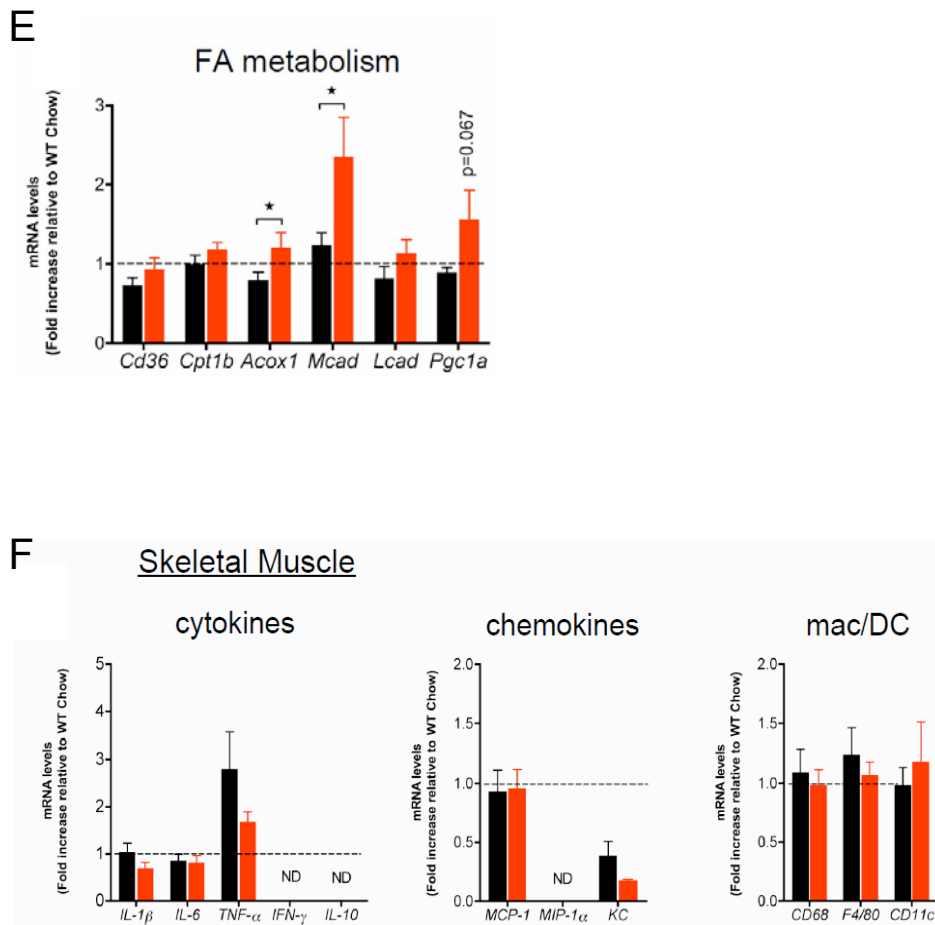 E
FA metabolism
mRNA levels
(Fold increase relative to WT Chow)
3
2
1
0
★
★
p=0.067
Cd36 Cpt1b Acox1 Mcad Lcad Pgc1a
F
Skeletal Muscle
cytokines
mRNA levels
(Fold increase relative to WT Chow)
5
4
3
2
1
0
ND ND
IL-1β IL-6 TNF-α IFN-γ IL-10
chemokines
mRNA levels
(Fold increase relative to WT Chow)
2.0
1.5
1.0
0.5
0.0
ND
MCP-1 MIP-1α KC
mac/DC
mRNA levels
(Fold increase relative to WT Chow)
2.0
1.5
1.0
0.5
0.0
CD68 F4/80 CD11c